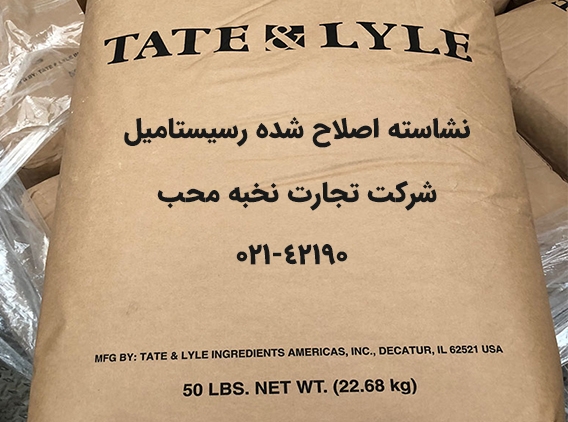 TATE & LYLE
نشاسته اصلاح شده رسیستامیل
شرکت تجارت نخبه محب
۰۲۱-٤۲۱۹۰
MFG BY: TATE & LYLE INGREDIENTS AMERICAS, INC., DECATUR, IL 62521 USA
50 LBS. NET WT. (22.68 kg)